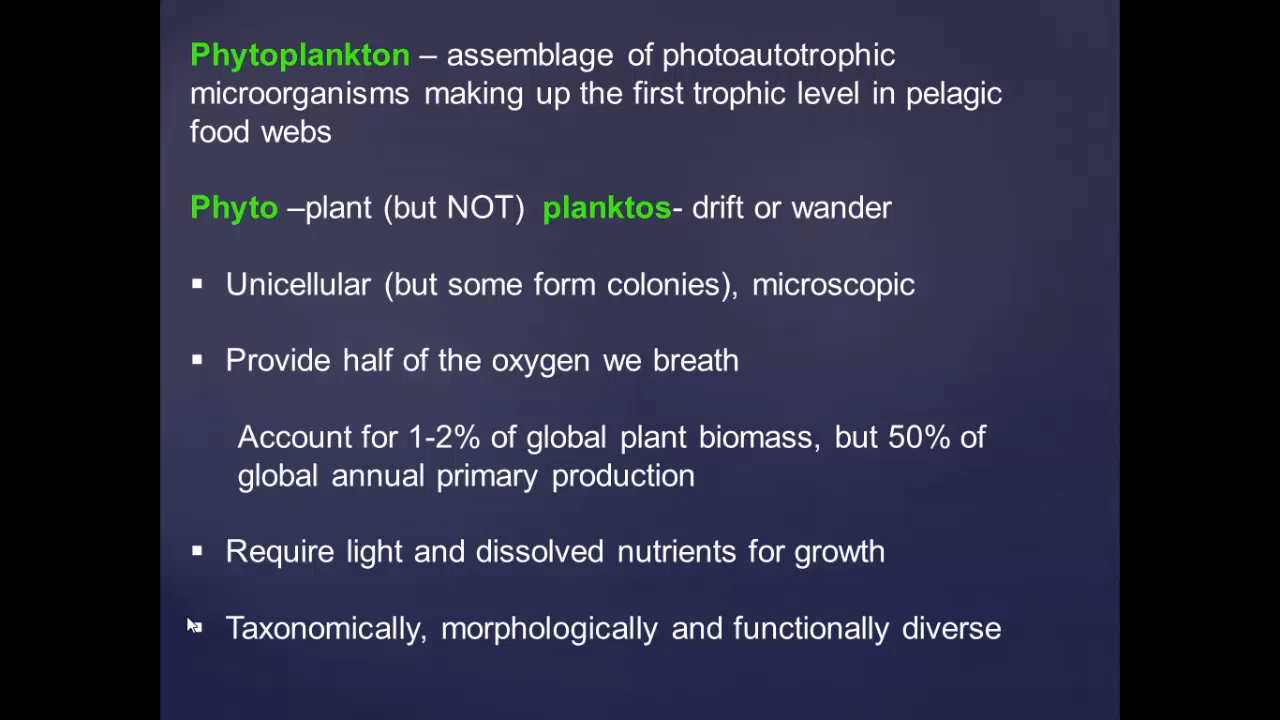 Phytoplankton – assemblage of photoautotrophic
microorganisms making up the first trophic level in pelagic
food webs
Phyto –plant (but NOT) planktos- drift or wander
▪ Unicellular (but some form colonies), microscopic
▪ Provide half of the oxygen we breath
Account for 1-2% of global plant biomass, but 50% of
global annual primary production
▪ Require light and dissolved nutrients for growth
▪ Taxonomically, morphologically and functionally diverse